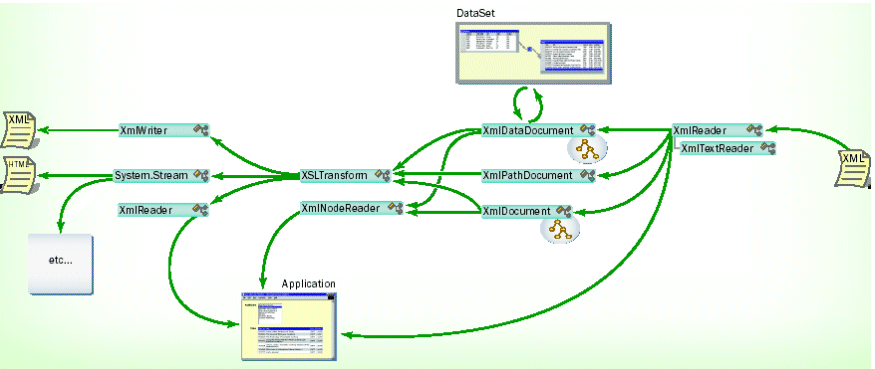 DataSet
XML
XmlWriter
XmlDataDocument
XmlReader
XmlTextReader
XML
HTML
System.Stream
XSLTransform
XmlPathDocument
XmlReader
XmlNodeReader
XmlDocument
etc...
Application